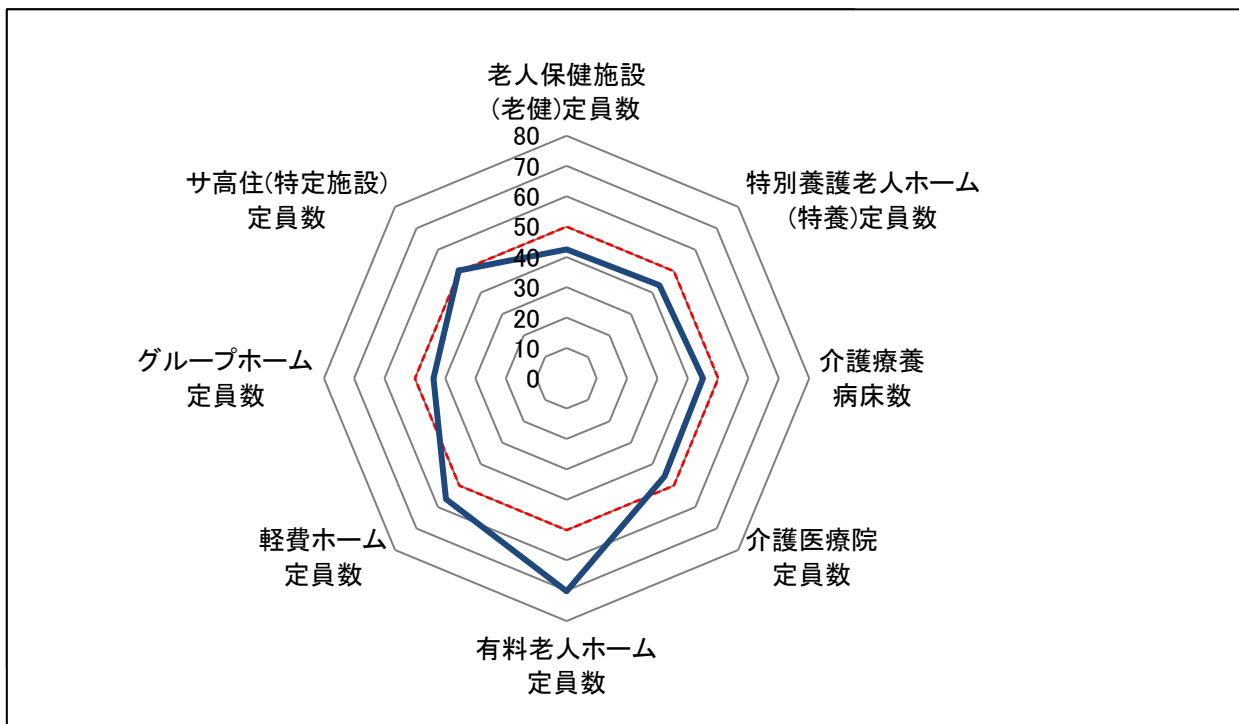 老人保健施設
(老健)定員数
80
70
60
50
40
30
20
10
0
特別養護老人ホーム
(特養)定員数
介護療養
病床数
介護医療院
定員数
有料老人ホーム
定員数
軽費ホーム
定員数
グループホーム
定員数
サ高住(特定施設)
定員数